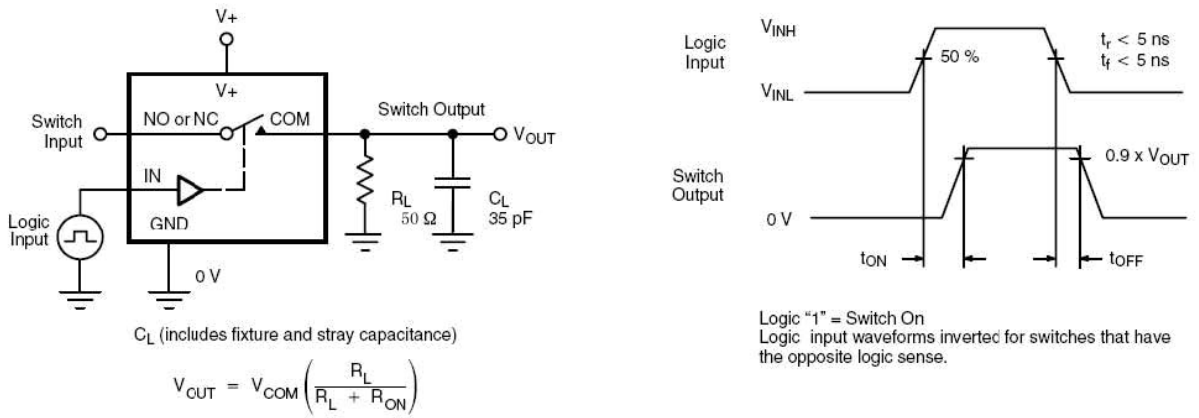 V+
V+
Switch
Input
NO or NC
COM
Switch Output
VOUT
IN
Logic
Input
GND
0 V
RL
50 Ω
CL
35 pF
CL (includes fixture and stray capacitance)
VOUT = VCOM ( RL / RL + RON )
Logic
Input
VINH
VINL
50 %
tr < 5 ns
tf < 5 ns
Switch
Output
0 V
0.9 x VOUT
tON
tOFF
Logic “1” = Switch On
Logic input waveforms inverted for switches that have
the opposite logic sense.